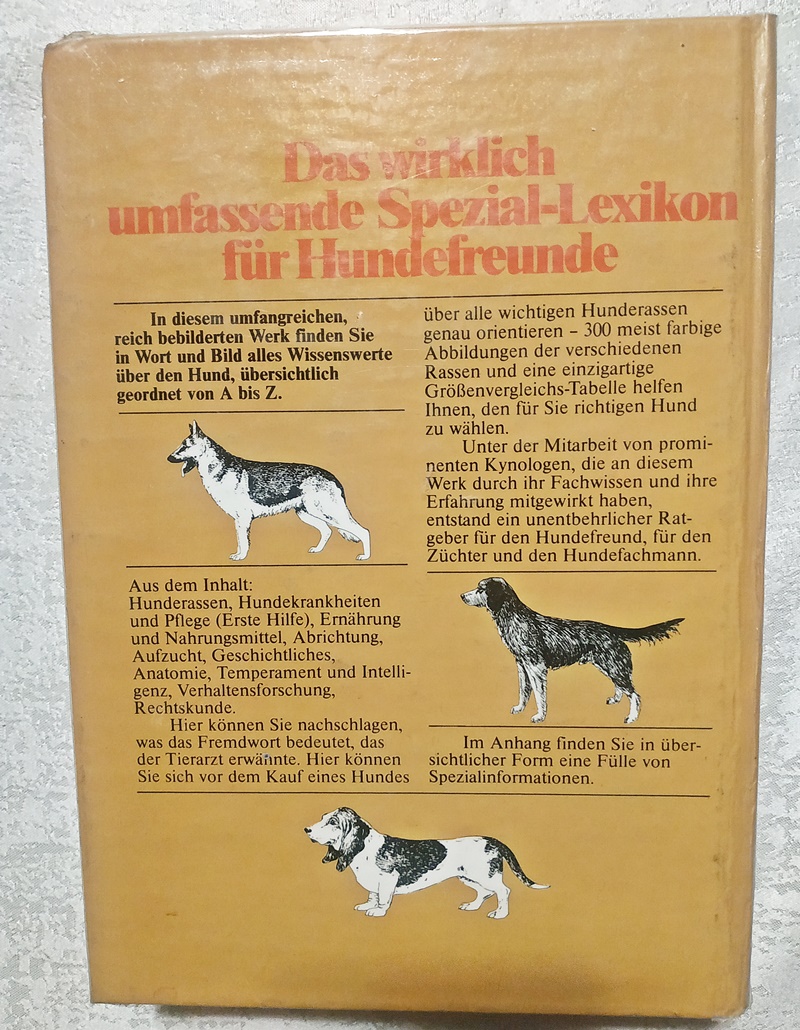 Das wirklich
umfassende Spezial-Lexikon
für Hundefreunde
In diesem umfangreichen,
reich bebilderten Werk finden Sie
in Wort und Bild alles Wissenswerte
über den Hund, übersichtlich
geordnet von A bis Z.
Aus dem Inhalt:
Hunderassen, Hundekrankheiten
und Pflege (Erste Hilfe), Ernährung
und Nahrungsmittel, Abrichtung,
Aufzucht, Geschichtliches,
Anatomie, Temperament und Intelli-
genz, Verhaltensforschung,
Rechtskunde.
Hier können Sie nachschlagen,
was das Fremdwort bedeutet, das
der Tierarzt erwähnte. Hier können
Sie sich vor dem Kauf eines Hundes
über alle wichtigen Hunderassen
genau orientieren – 300 meist farbige
Abbildungen der verschiedenen
Rassen und eine einzigartige
Größenvergleichs-Tabelle helfen
Ihnen, den für Sie richtigen Hund
zu wählen.
Unter der Mitarbeit von promi-
nenten Kynologen, die an diesem
Werk durch ihr Fachwissen und ihre
Erfahrung mitgewirkt haben,
entstand ein unentbehrlicher Rat-
geber für den Hundefreund, für den
Züchter und den Hundefachmann.
Im Anhang finden Sie in über-
sichtlicher Form eine Fülle von
Spezialinformationen.